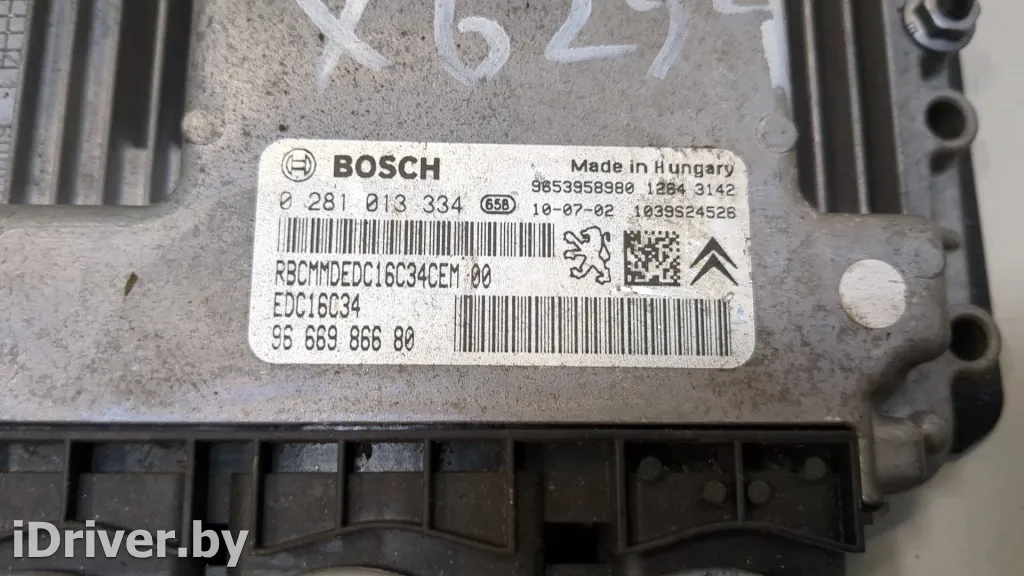 X629
BOSCH
Made in Hungary
9653958980 1264 3142
0 281 013 334 658 10-07-02 1039S24526
RBCMMDEDC16C34CEM 00
EDC16C34
96 669 866 80
iDriver.by